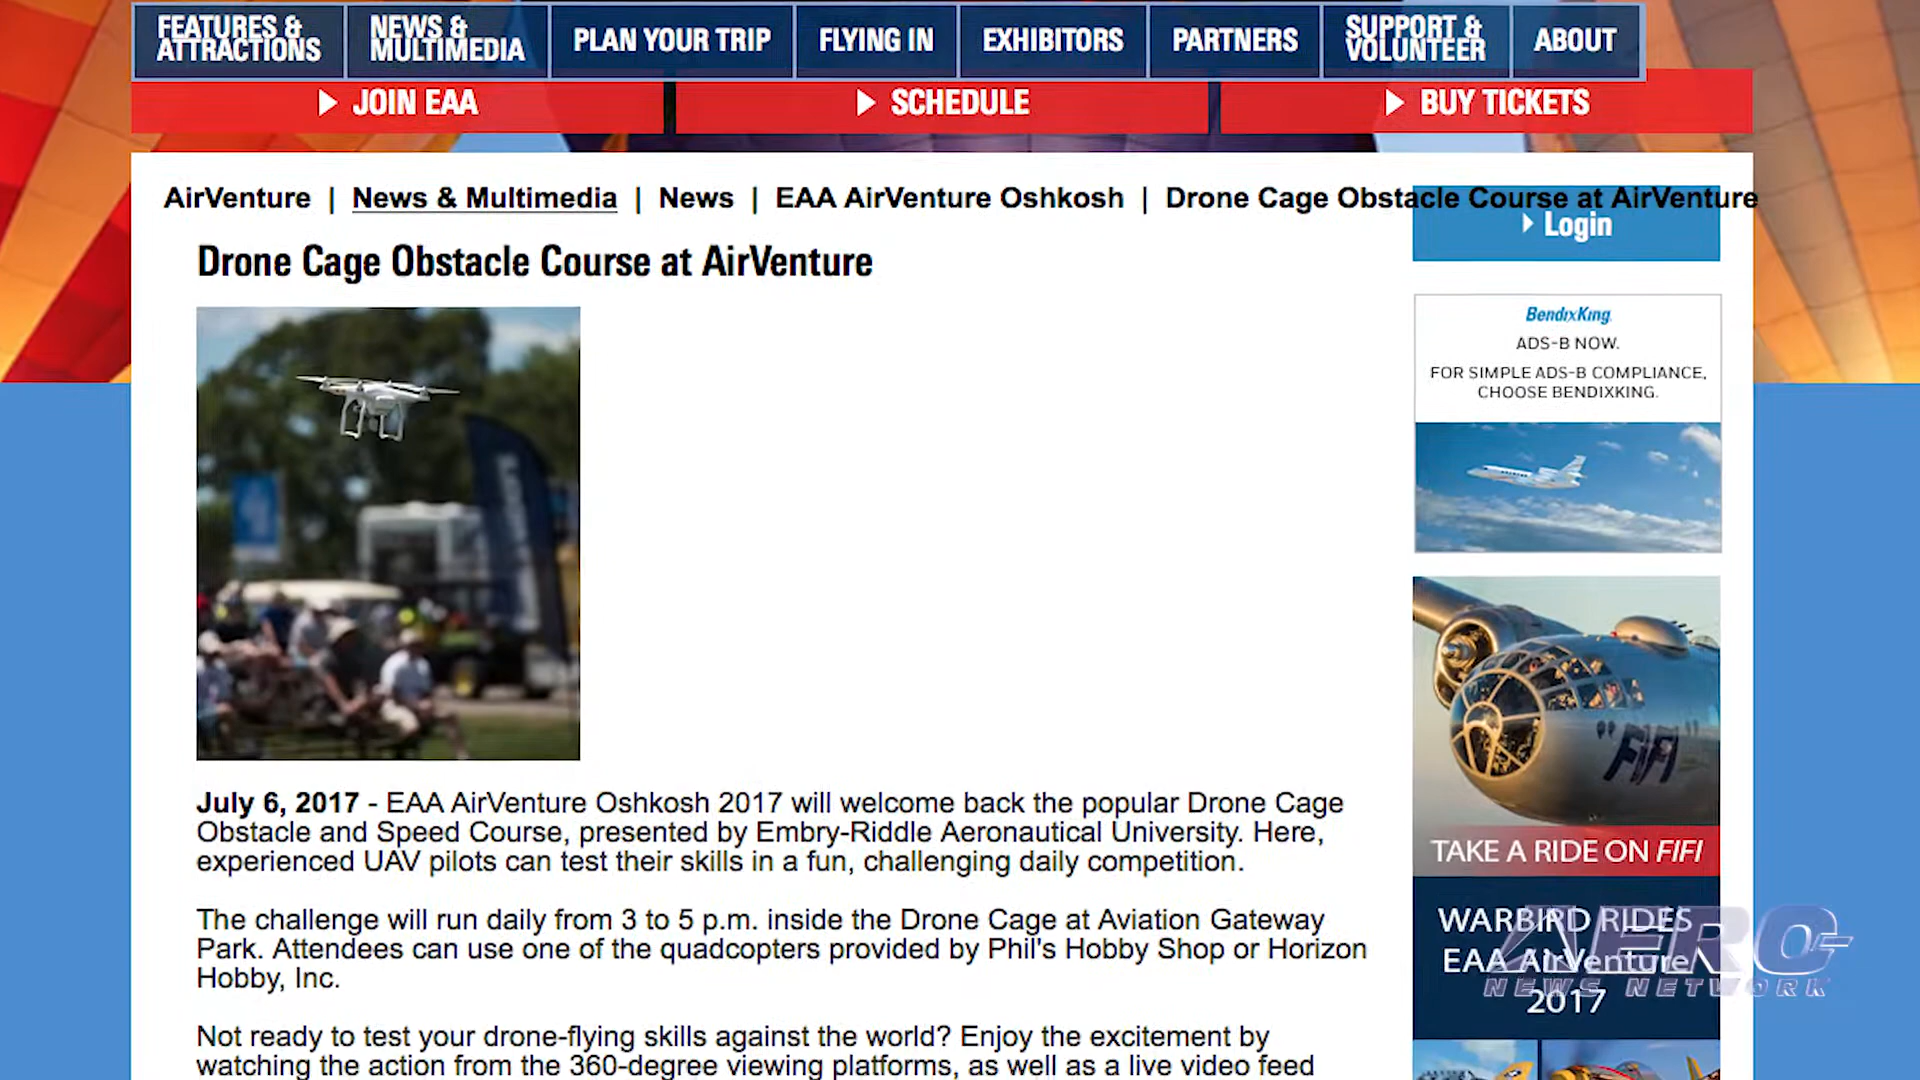 FEATURES &
ATTRACTIONS
NEWS &
MULTIMEDIA
PLAN YOUR TRIP
FLYING IN
EXHIBITORS
PARTNERS
SUPPORT &
VOLUNTEER
ABOUT
JOIN EAA
SCHEDULE
BUY TICKETS
AirVenture | News & Multimedia | News | EAA AirVenture Oshkosh | Drone Cage Obstacle Course at AirVenture
Login
Drone Cage Obstacle Course at AirVenture
July 6, 2017 - EAA AirVenture Oshkosh 2017 will welcome back the popular Drone Cage
Obstacle and Speed Course, presented by Embry-Riddle Aeronautical University. Here,
experienced UAV pilots can test their skills in a fun, challenging daily competition.
The challenge will run daily from 3 to 5 p.m. inside the Drone Cage at Aviation Gateway
Park. Attendees can use one of the quadcopters provided by Phil's Hobby Shop or Horizon
Hobby, Inc.
Not ready to test your drone-flying skills against the world? Enjoy the excitement by
watching the action from the 360-degree viewing platforms, as well as a live video feed
BendixKing
ADS-B NOW.
FOR SIMPLE ADS-B COMPLIANCE,
CHOOSE BENDIXKING.
"FIFI"
TAKE A RIDE ON FIFI
WARBIRD RIDES
EAA AirVenture
2017
AERO
NEWS NETWORK